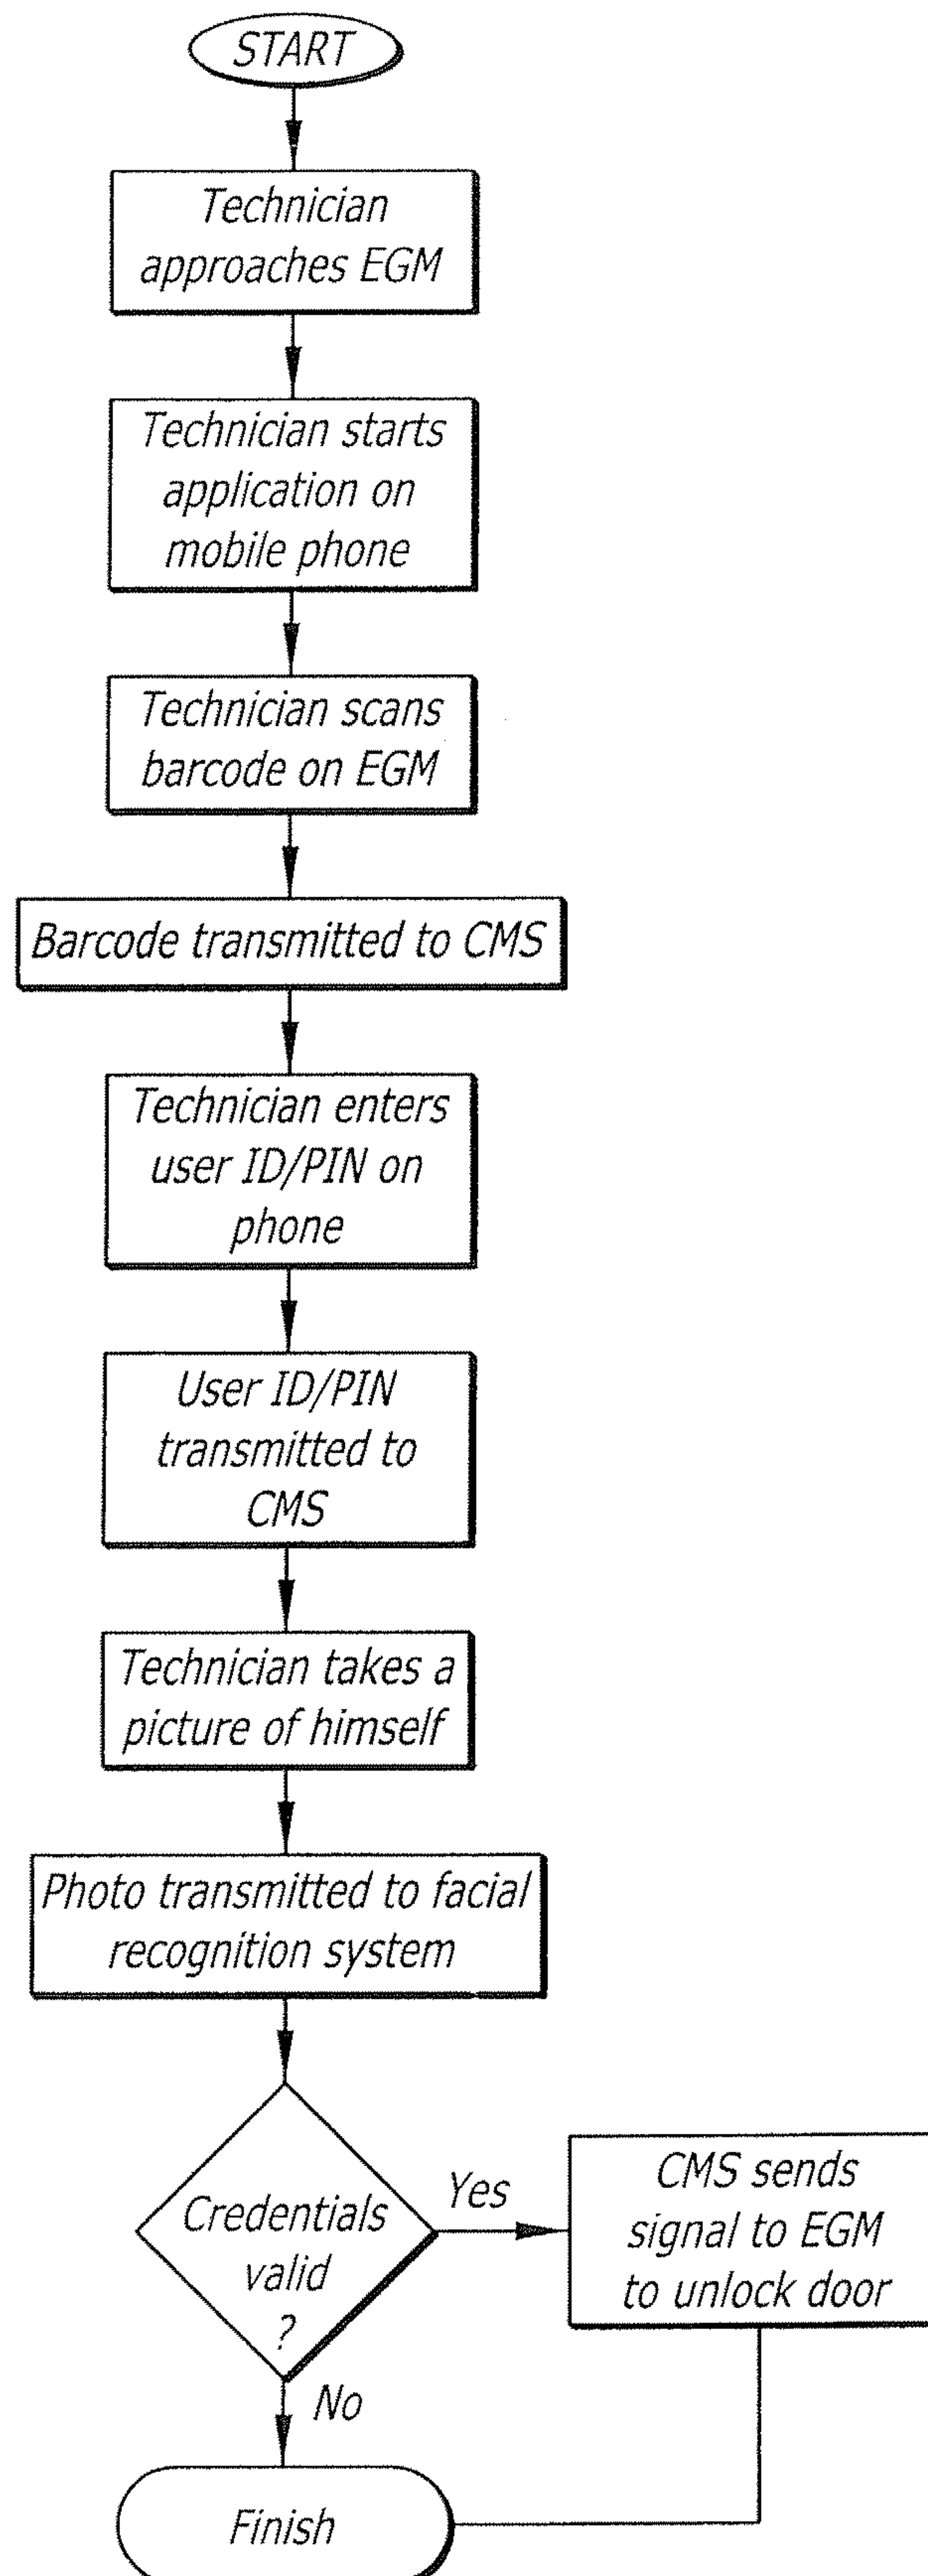 START
Technician
approaches EGM
Technician starts
application on
mobile phone
Technician scans
barcode on EGM
Barcode transmitted to CMS
Technician enters
user ID/PIN on
phone
User ID/PIN
transmitted to
CMS
Technician takes a
picture of himself
Photo transmitted to facial
recognition system
Credentials
valid
?
Yes
CMS sends
signal to EGM
to unlock door
No
Finish